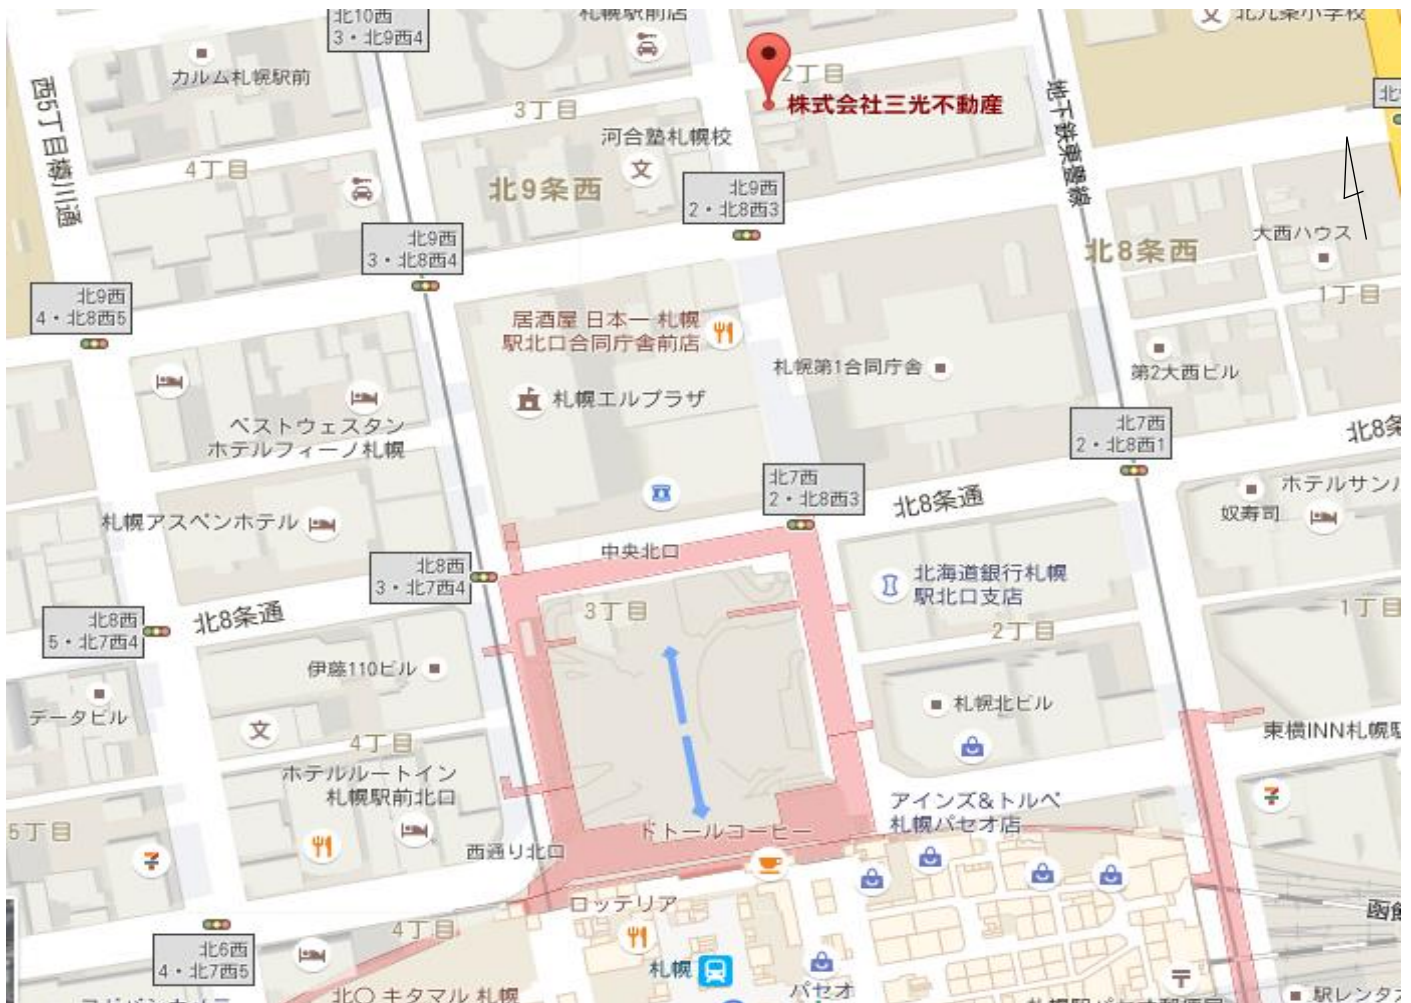 北10西
3・北9西4
札幌駅前店
北九条小学校
カルム札幌駅前
2丁目
株式会社三光不動産
3丁目
河合塾札幌校
西5丁目樽川通
4丁目
地下鉄東豊線
北9条西
北9西
2・北8西3
北9西
3・北8西4
北8条西
大西ハウス
北9西
4・北8西5
1丁目
居酒屋 日本一 札幌
駅北口合同庁舎前店
札幌第1合同庁舎
第2大西ビル
札幌エルプラザ
ベストウェスタン
ホテルフィーノ札幌
北7西
2・北8西1
北8条
北7西
2・北8西3
北8条通
ホテルサン
奴寿司
札幌アスペンホテル
中央北口
北8西
3・北7西4
北海道銀行札幌
駅北口支店
3丁目
1丁目
北8西
5・北7西4
北8条通
2丁目
伊藤110ビル
札幌北ビル
データビル
4丁目
東横INN札幌駅
ホテルルートイン
札幌駅前北口
アインズ&トルペ
札幌パセオ店
5丁目
ドトールコーヒー
西通り北口
ロッテリア
4丁目
北6西
4・北7西5
札幌
パセオ
北〇 キタマル 札幌
駅レンタ